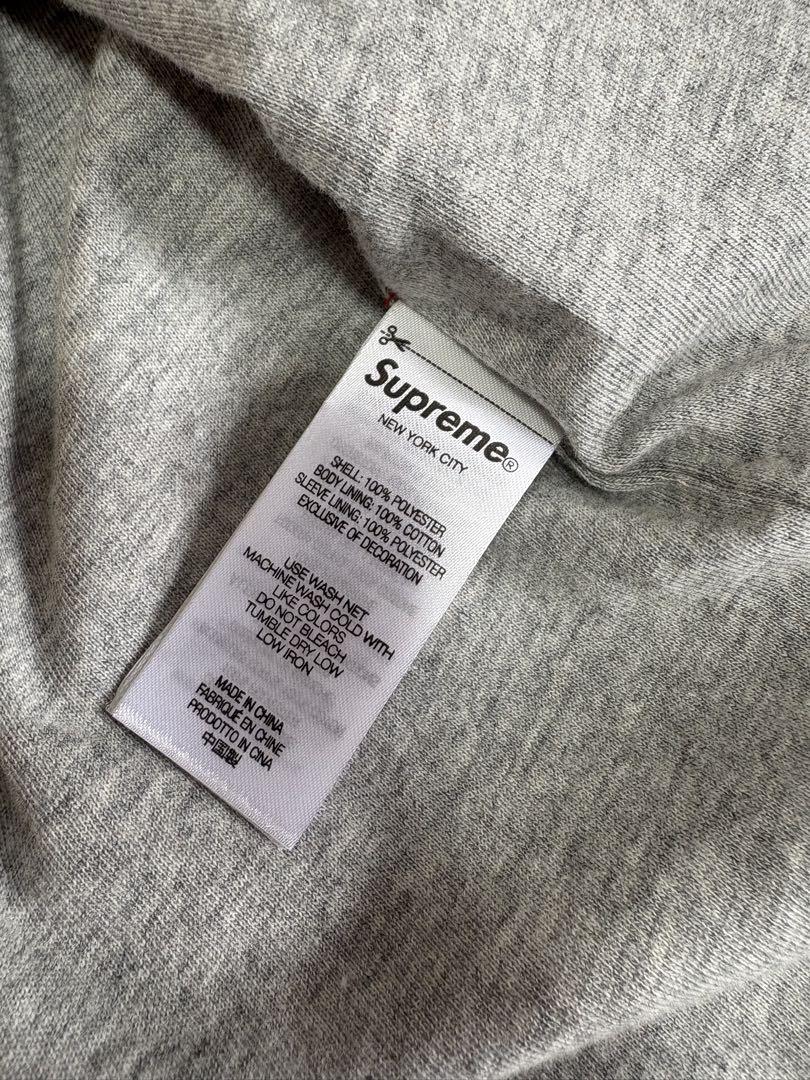 Supreme®
NEW YORK CITY
SHELL: 100% POLYESTER
BODY LINING: 100% COTTON
SLEEVE LINING: 100% POLYESTER
EXCLUSIVE OF DECORATION
USE WASH NET
MACHINE WASH COLD WITH
LIKE COLORS
DO NOT BLEACH
TUMBLE DRY LOW
LOW IRON
MADE IN CHINA
FABRIQUÉ EN CHINE
PRODOTTO IN CINA
中国製